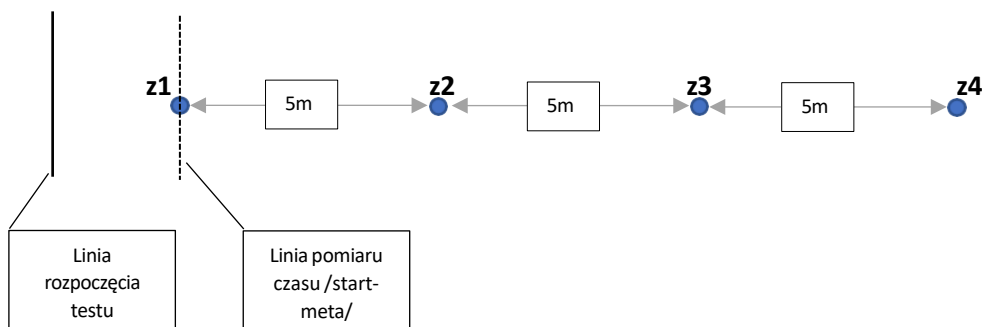 z1
z2
z3
z4
5m
5m
5m
Linia
rozpoczęcia
testu
Linia pomiaru
czasu /start-
meta/